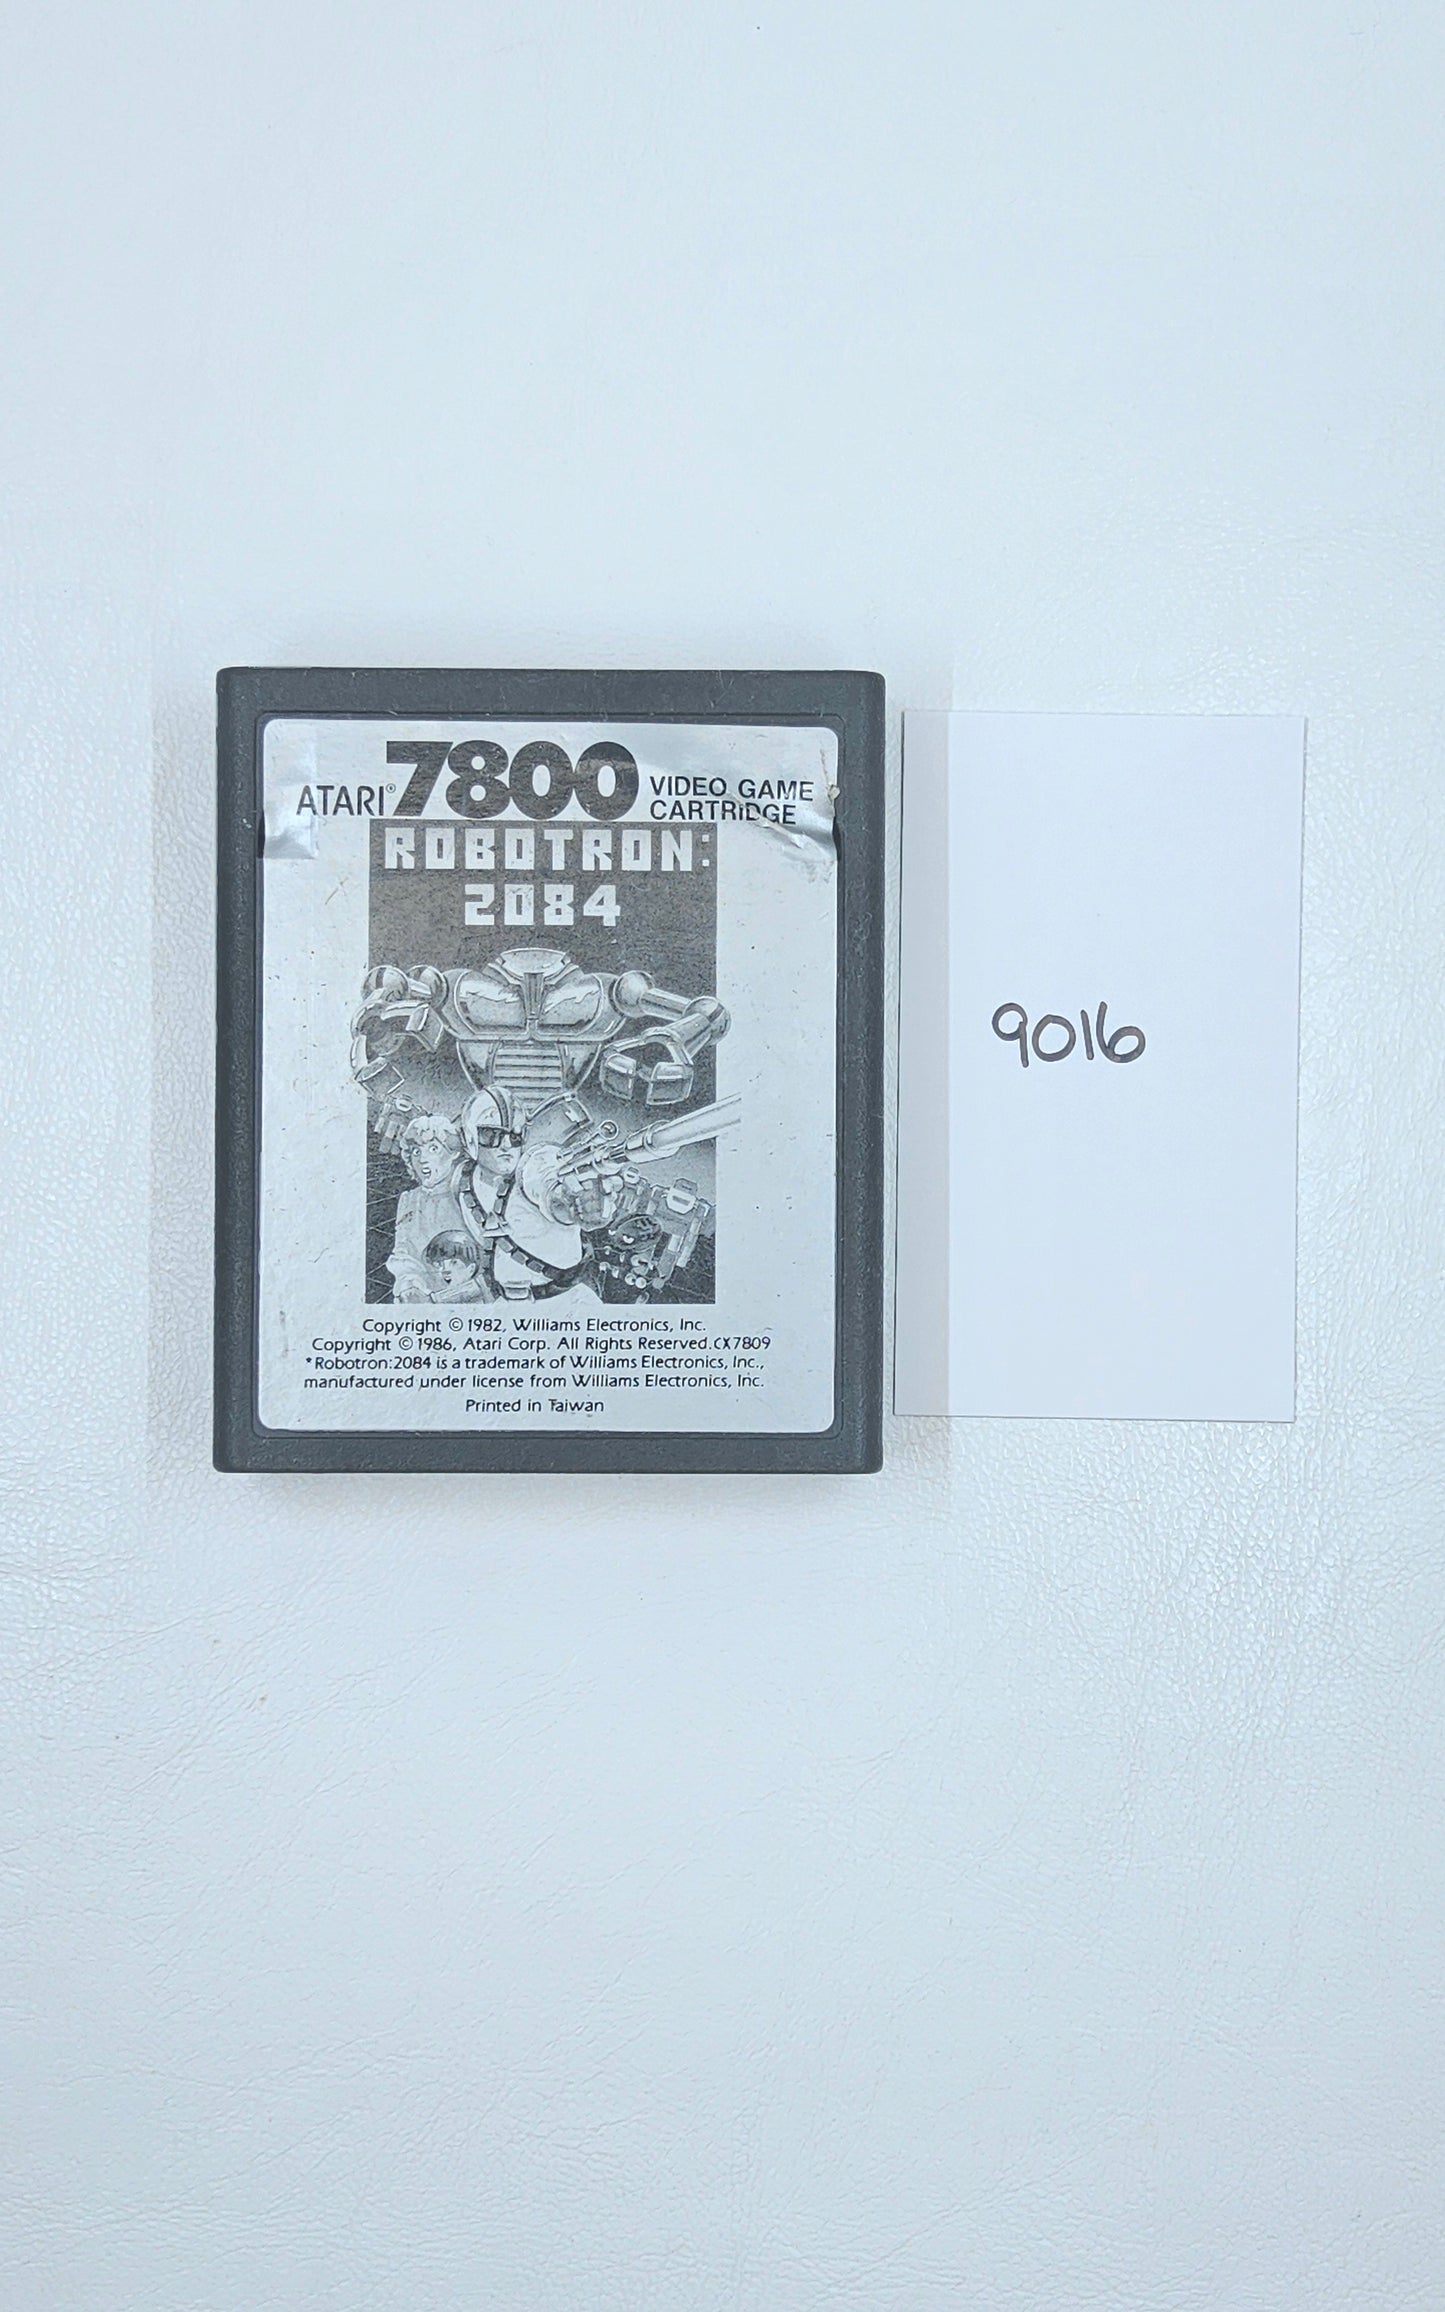 ATARI® 7800 VIDEO GAME
CARTRIDGE
ROBOTRON:
2084
Copyright © 1982, Williams Electronics, Inc.
Copyright © 1986, Atari Corp. All Rights Reserved. CX7809
*Robotron:2084 is a trademark of Williams Electronics, Inc.,
manufactured under license from Williams Electronics, Inc.
Printed in Taiwan
9016